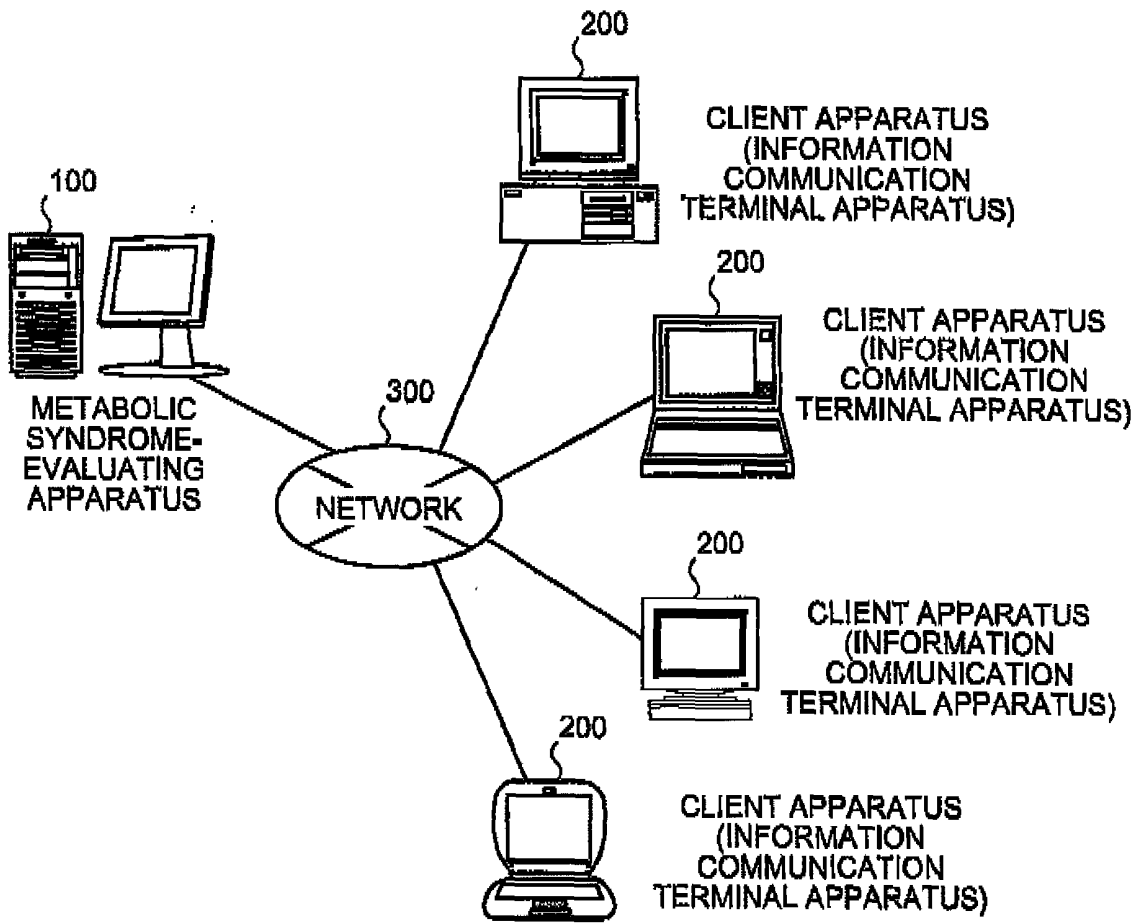 200
CLIENT APPARATUS
(INFORMATION
COMMUNICATION
TERMINAL APPARATUS)
100
METABOLIC
SYNDROME-
EVALUATING
APPARATUS
200
CLIENT APPARATUS
(INFORMATION
COMMUNICATION
TERMINAL APPARATUS)
300
NETWORK
200
CLIENT APPARATUS
(INFORMATION
COMMUNICATION
TERMINAL APPARATUS)
200
CLIENT APPARATUS
(INFORMATION
COMMUNICATION
TERMINAL APPARATUS)